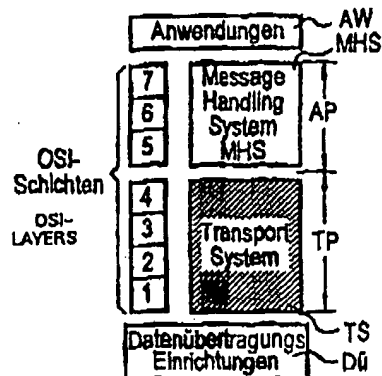 Anwendungen
AW
MHS
7
6
5
Message
Handling
System
MHS
AP
OSI-
Schichten
OSI-
LAYERS
4
3
2
1
Transport
System
TP
TS
Datenübertragungs
Einrichtungen
Dü